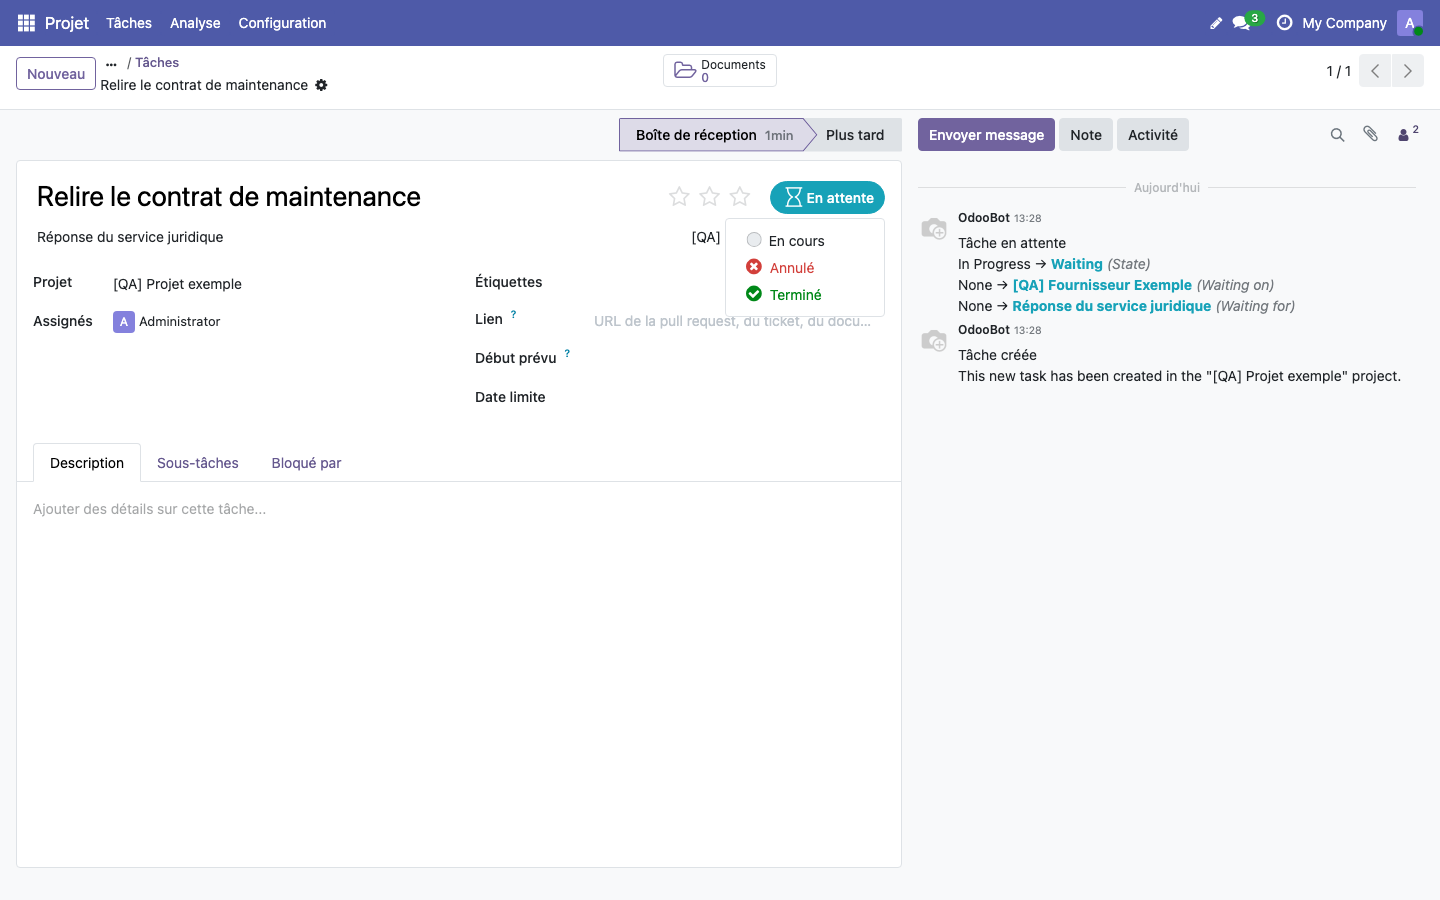 Projet Tâches Analyse Configuration 3 My Company A
Nouveau
... / Tâches
Relire le contrat de maintenance
Documents
0
1 / 1
Boîte de réception 1min Plus tard
Envoyer message Note Activité 2
Relire le contrat de maintenance
En attente
Réponse du service juridique
[QA]
En cours
Annulé
Terminé
Projet [QA] Projet exemple
Assignés A Administrator
Étiquettes
Lien ? URL de la pull request, du ticket, du docu...
Début prévu ?
Date limite
Description Sous-tâches Bloqué par
Ajouter des détails sur cette tâche...
Aujourd'hui
OdooBot 13:28
Tâche en attente
In Progress → Waiting (State)
None → [QA] Fournisseur Exemple (Waiting on)
None → Réponse du service juridique (Waiting for)
OdooBot 13:28
Tâche créée
This new task has been created in the "[QA] Projet exemple" project.